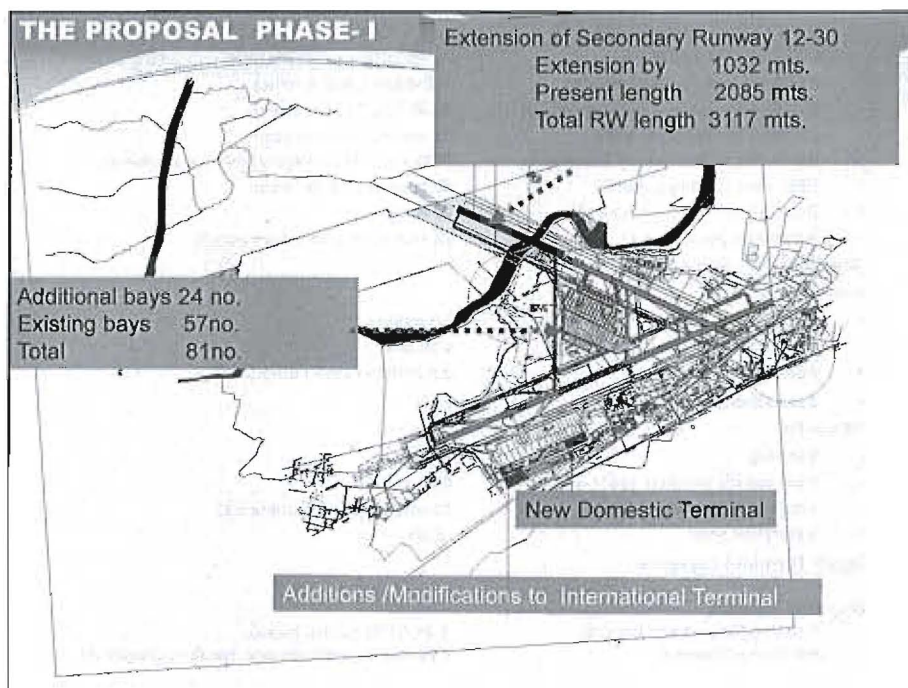 THE PROPOSAL PHASE- I
Extension of Secondary Runway 12-30
Extension by 1032 mts.
Present length 2085 mts.
Total RW length 3117 mts.
Additional bays 24 no.
Existing bays 57no.
Total 81no.
New Domestic Terminal
Additions /Modifications to International Terminal